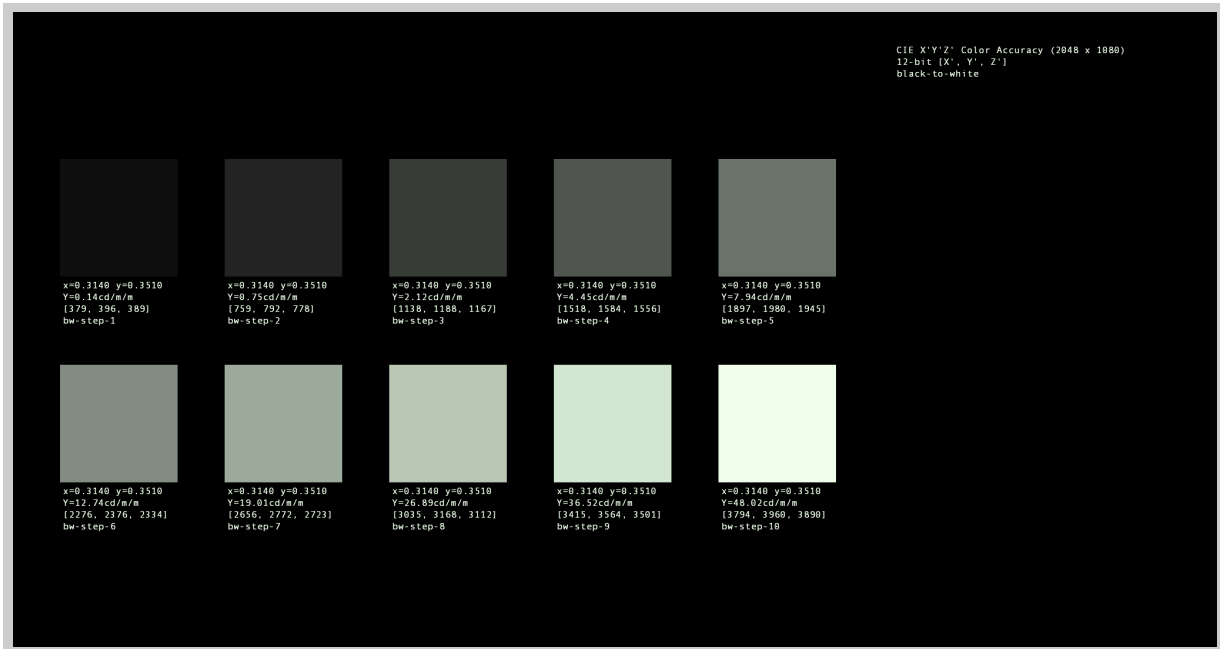 CIE X'Y'Z' Color Accuracy (2048 x 1080)
12-bit [X', Y', Z']
black-to-white
x=0.3140 y=0.3510
Y=0.14cd/m/m
[379, 396, 389]
bw-step-1
x=0.3140 y=0.3510
Y=0.75cd/m/m
[759, 792, 778]
bw-step-2
x=0.3140 y=0.3510
Y=2.12cd/m/m
[1138, 1188, 1167]
bw-step-3
x=0.3140 y=0.3510
Y=4.45cd/m/m
[1518, 1584, 1556]
bw-step-4
x=0.3140 y=0.3510
Y=7.94cd/m/m
[1897, 1980, 1945]
bw-step-5
x=0.3140 y=0.3510
Y=12.74cd/m/m
[2276, 2376, 2334]
bw-step-6
x=0.3140 y=0.3510
Y=19.01cd/m/m
[2656, 2772, 2723]
bw-step-7
x=0.3140 y=0.3510
Y=26.89cd/m/m
[3035, 3168, 3112]
bw-step-8
x=0.3140 y=0.3510
Y=36.52cd/m/m
[3415, 3564, 3501]
bw-step-9
x=0.3140 y=0.3510
Y=48.02cd/m/m
[3794, 3960, 3890]
bw-step-10